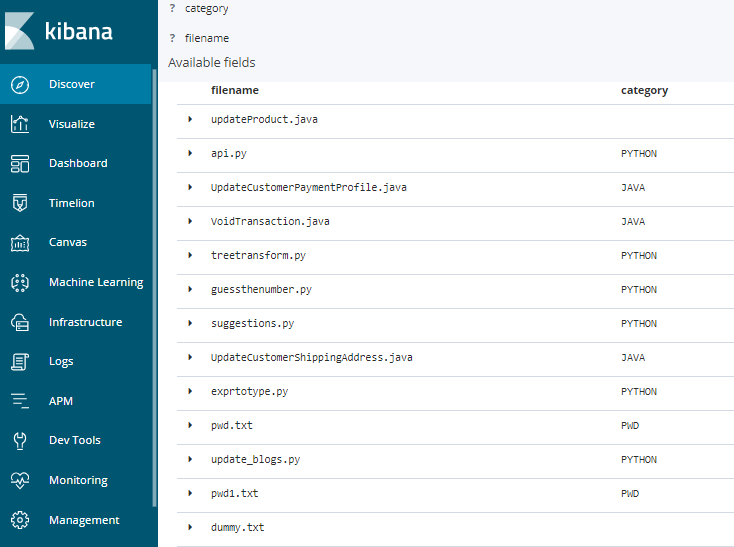 kibana
Discover
Visualize
Dashboard
Timelion
Canvas
Machine Learning
Infrastructure
Logs
APM
Dev Tools
Monitoring
Management
? category
? filename
Available fields
filename category
updateProduct.java
api.py PYTHON
UpdateCustomerPaymentProfile.java JAVA
VoidTransaction.java JAVA
treetransform.py PYTHON
guessthenumber.py PYTHON
suggestions.py PYTHON
UpdateCustomerShippingAddress.java JAVA
exprtotype.py PYTHON
pwd.txt PWD
update_blogs.py PYTHON
pwd1.txt PWD
dummy.txt